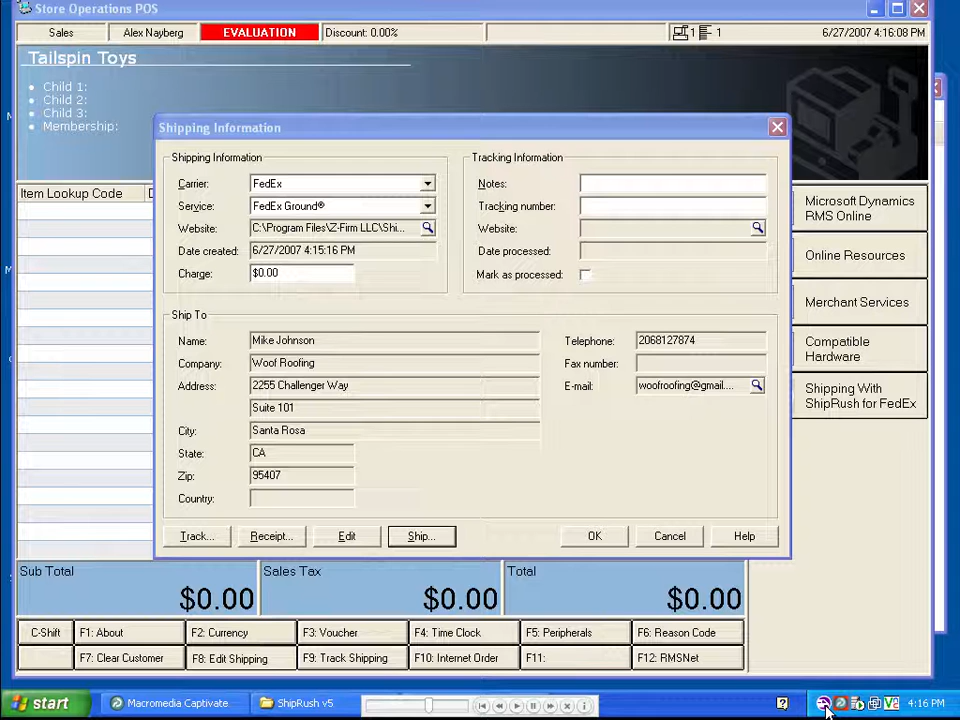 Store Operations POS
Sales
Alex Nayberg
EVALUATION
Discount: 0.00%
1
1
6/27/2007 4:16:08 PM
Tailspin Toys
Child 1:
Child 2:
Child 3:
Membership:
Shipping Information
Shipping Information
Carrier: FedEx
Service: FedEx Ground®
Website: C:\Program Files\Z-Firm LLC\Shi...
Date created: 6/27/2007 4:15:16 PM
Charge: $0.00
Tracking Information
Notes:
Tracking number:
Website:
Date processed:
Mark as processed:
Ship To
Name: Mike Johnson
Company: Woof Roofing
Address: 2255 Challenger Way
Suite 101
City: Santa Rosa
State: CA
Zip: 95407
Country:
Telephone: 2068127874
Fax number:
E-mail: woofroofing@gmail....
Track...
Receipt...
Edit
Ship...
OK
Cancel
Help
Item Lookup Code
D
Microsoft Dynamics
RMS Online
Online Resources
Merchant Services
Compatible
Hardware
Shipping With
ShipRush for FedEx
Sub Total
$0.00
Sales Tax
$0.00
Total
$0.00
C-Shift
F1: About
F2: Currency
F3: Voucher
F4: Time Clock
F5: Peripherals
F6: Reason Code
F7: Clear Customer
F8: Edit Shipping
F9: Track Shipping
F10: Internet Order
F11:
F12: RMSNet
start
Macromedia Captivate
ShipRush v5
4:16 PM